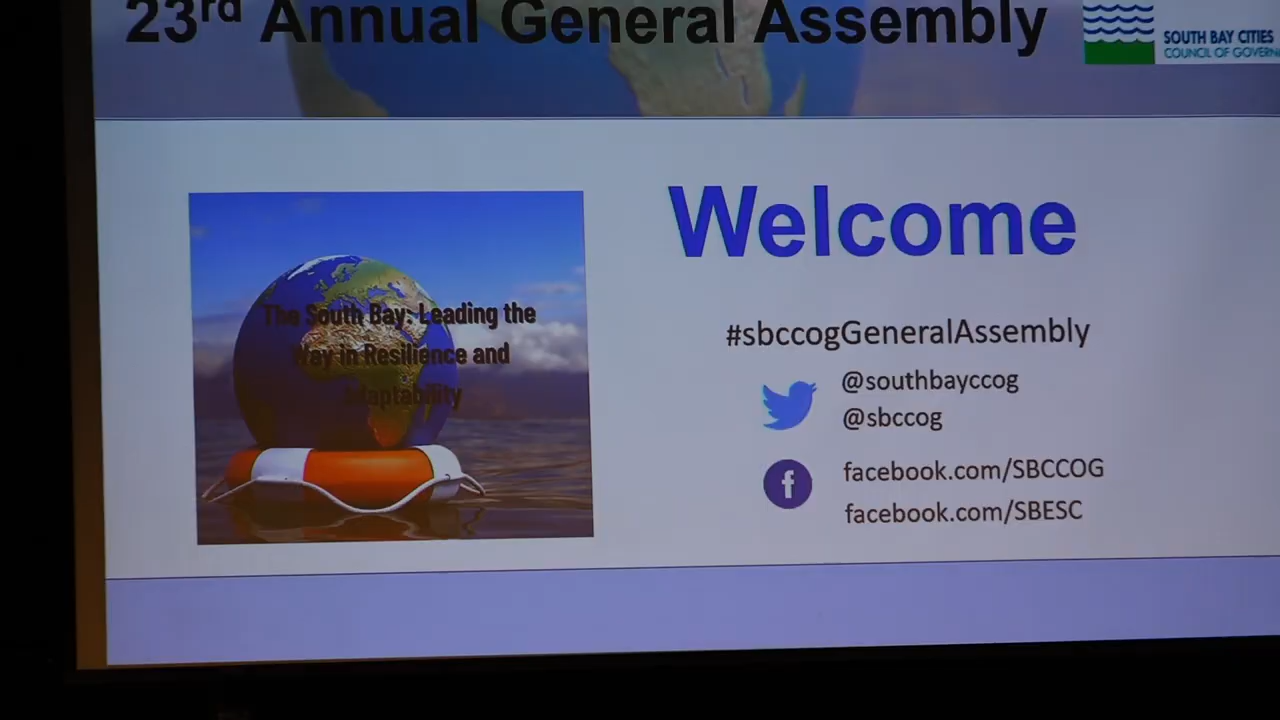 23rd Annual General Assembly
SOUTH BAY CITIES
COUNCIL OF GOVERN
Welcome
The South Bay: Leading the
Way in Resilience and
Adaptability
#sbccogGeneralAssembly
@southbayccog
@sbccog
facebook.com/SBCCOG
facebook.com/SBESC